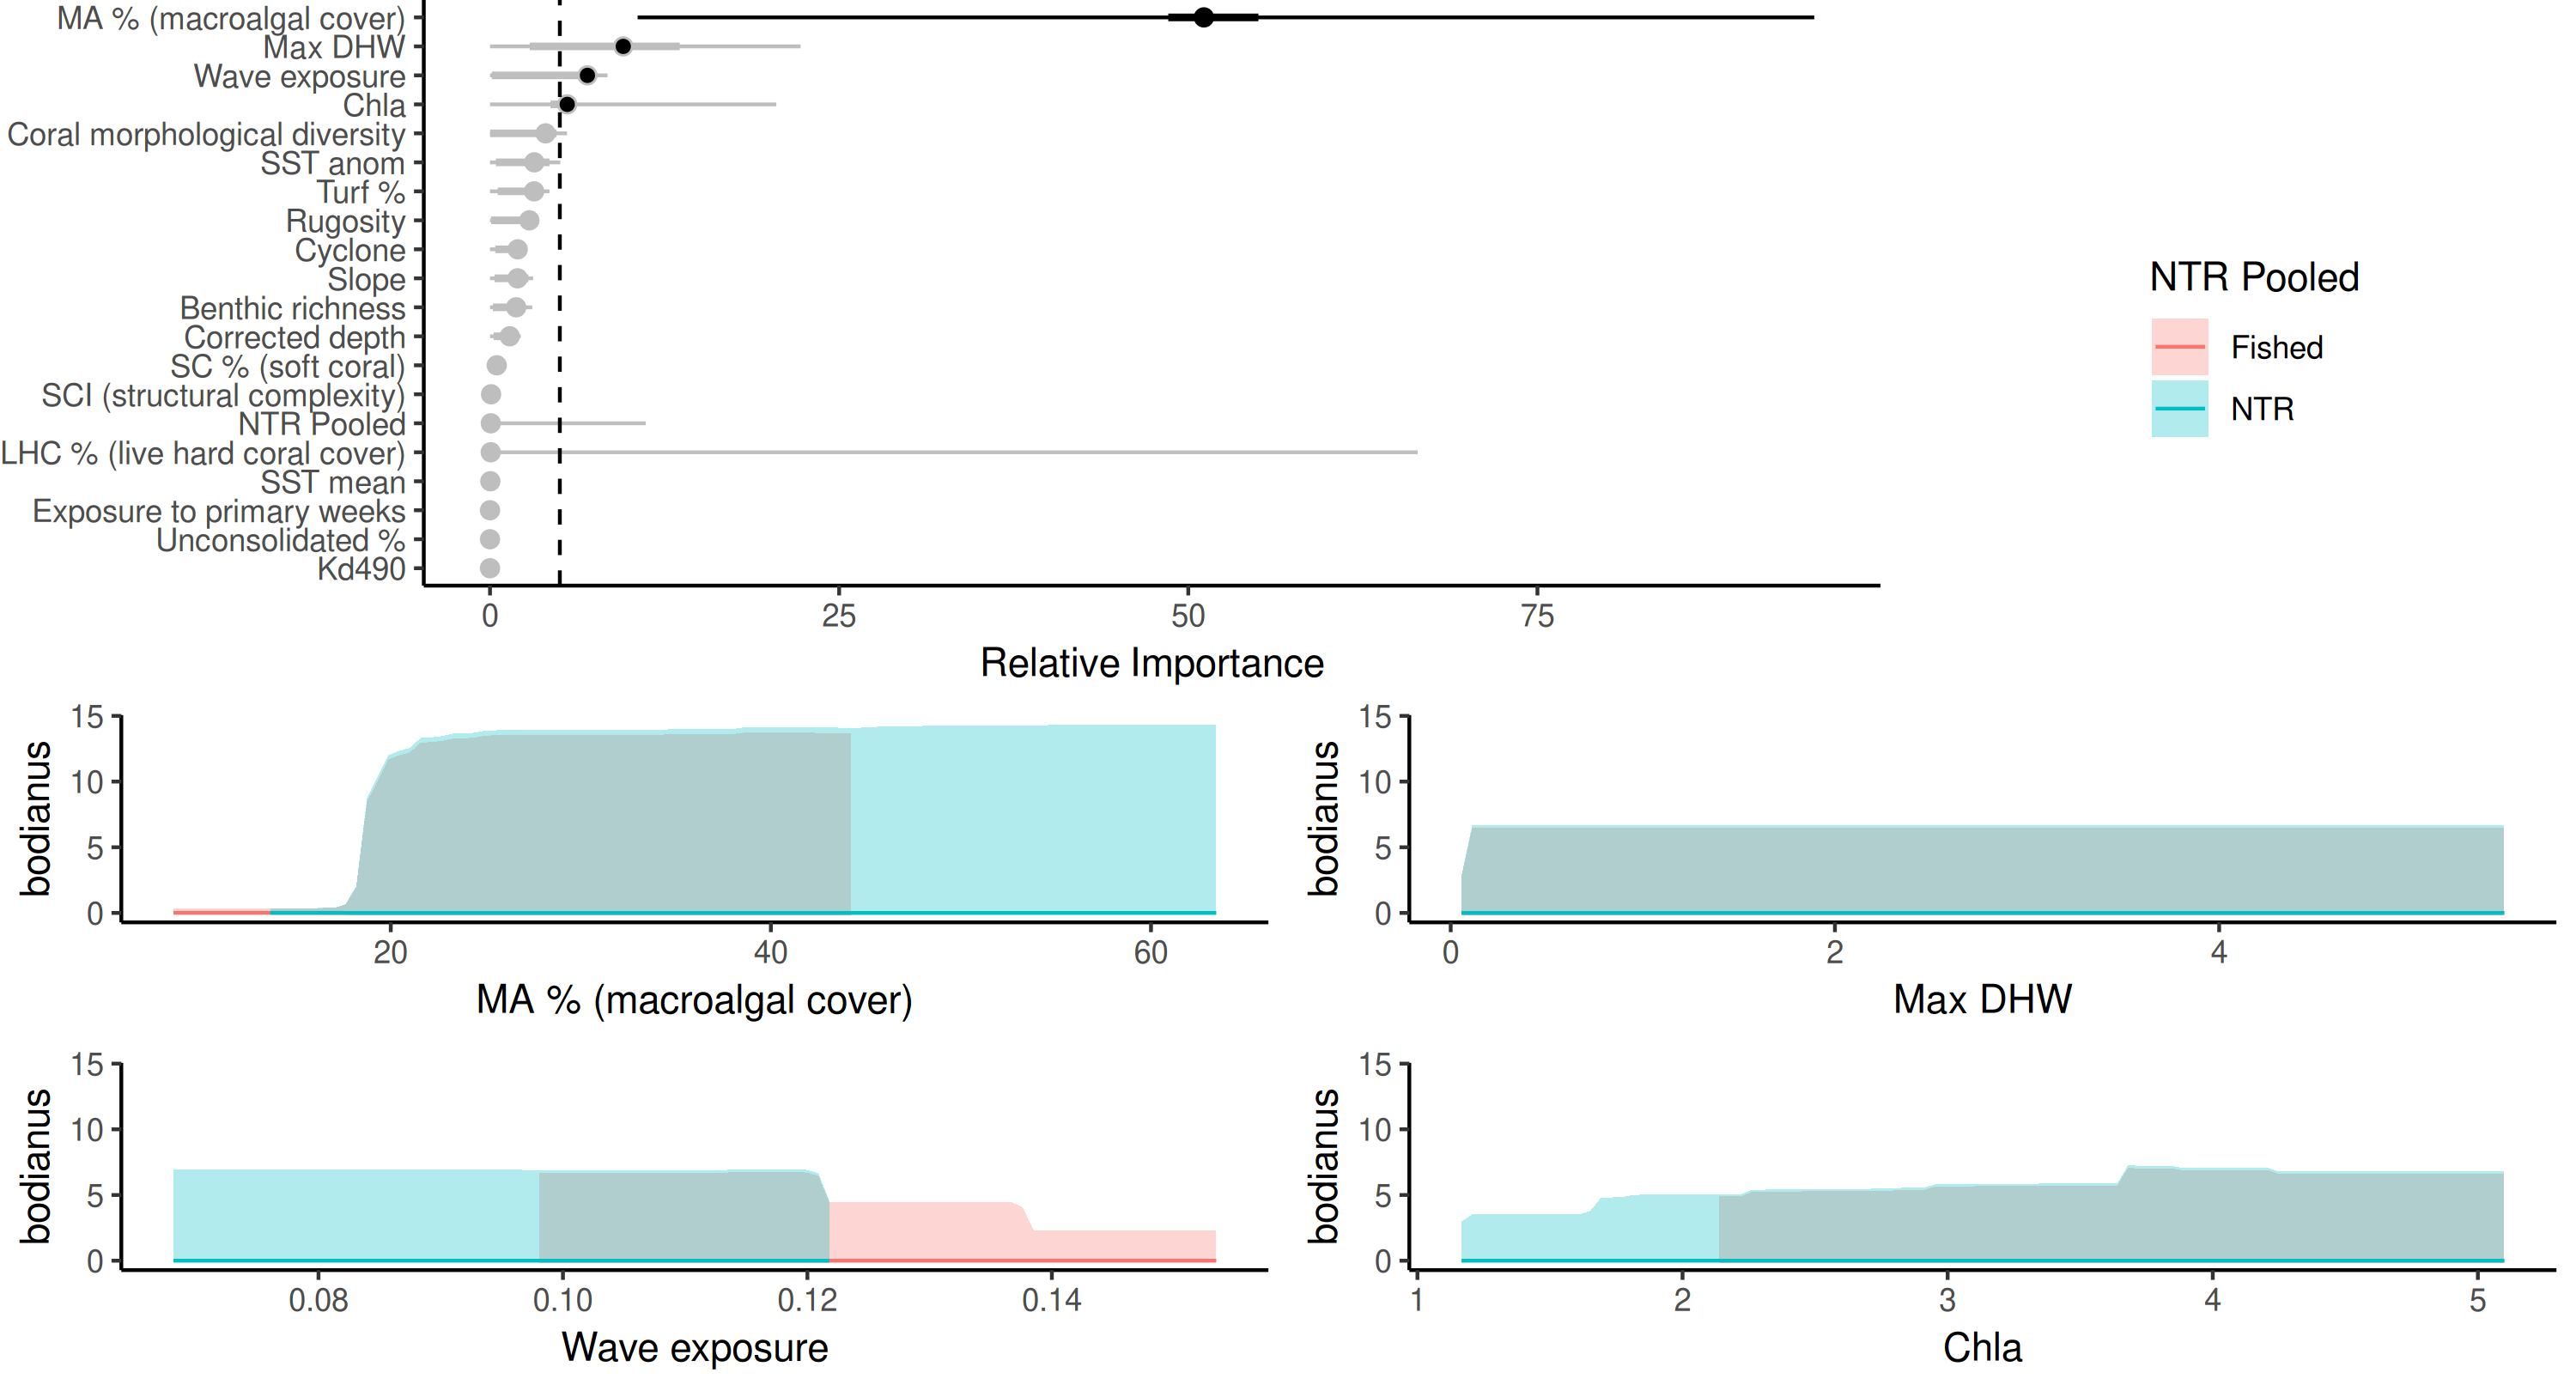 MA % (macroalgal cover)
Max DHW
Wave exposure
Chla
Coral morphological diversity
SST anom
Turf %
Rugosity
Cyclone
Slope
Benthic richness
Corrected depth
SC % (soft coral)
SCI (structural complexity)
NTR Pooled
LHC % (live hard coral cover)
SST mean
Exposure to primary weeks
Unconsolidated %
Kd490
0 25 50 75
Relative Importance
NTR Pooled
Fished
NTR
15
10
5
0
bodianus
20 40 60
MA % (macroalgal cover)
15
10
5
0
bodianus
0 2 4
Max DHW
15
10
5
0
bodianus
0.08 0.10 0.12 0.14
Wave exposure
15
10
5
0
bodianus
1 2 3 4 5
Chla